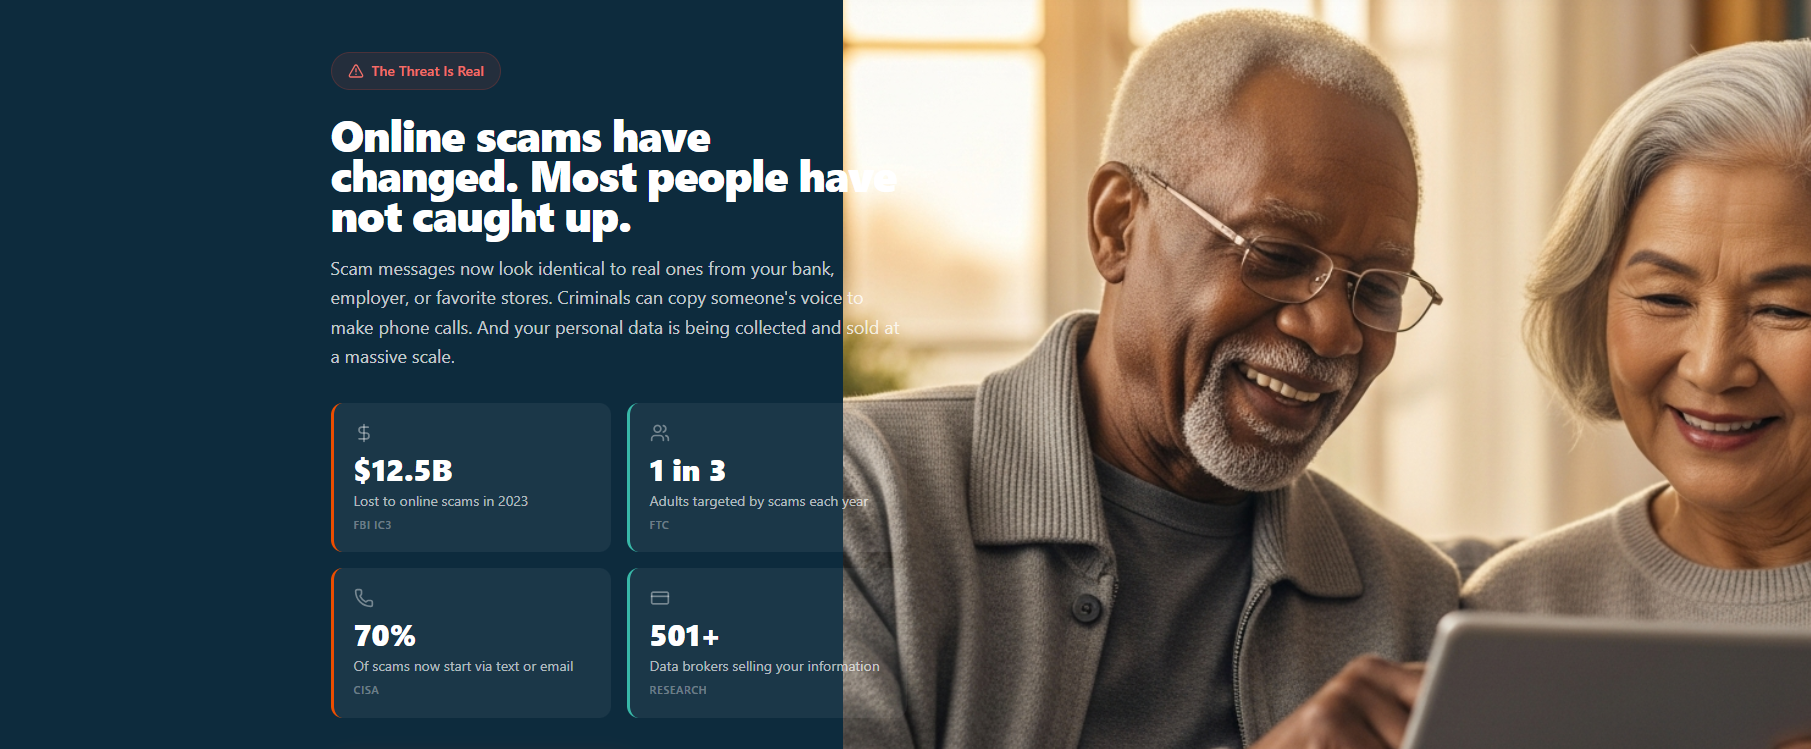 The Threat Is Real
Online scams have
changed. Most people have
not caught up.
Scam messages now look identical to real ones from your bank,
employer, or favorite stores. Criminals can copy someone's voice to
make phone calls. And your personal data is being collected and sold at
a massive scale.
$12.5B
Lost to online scams in 2023
FBI IC3
1 in 3
Adults targeted by scams each year
FTC
70%
Of scams now start via text or email
CISA
501+
Data brokers selling your information
RESEARCH